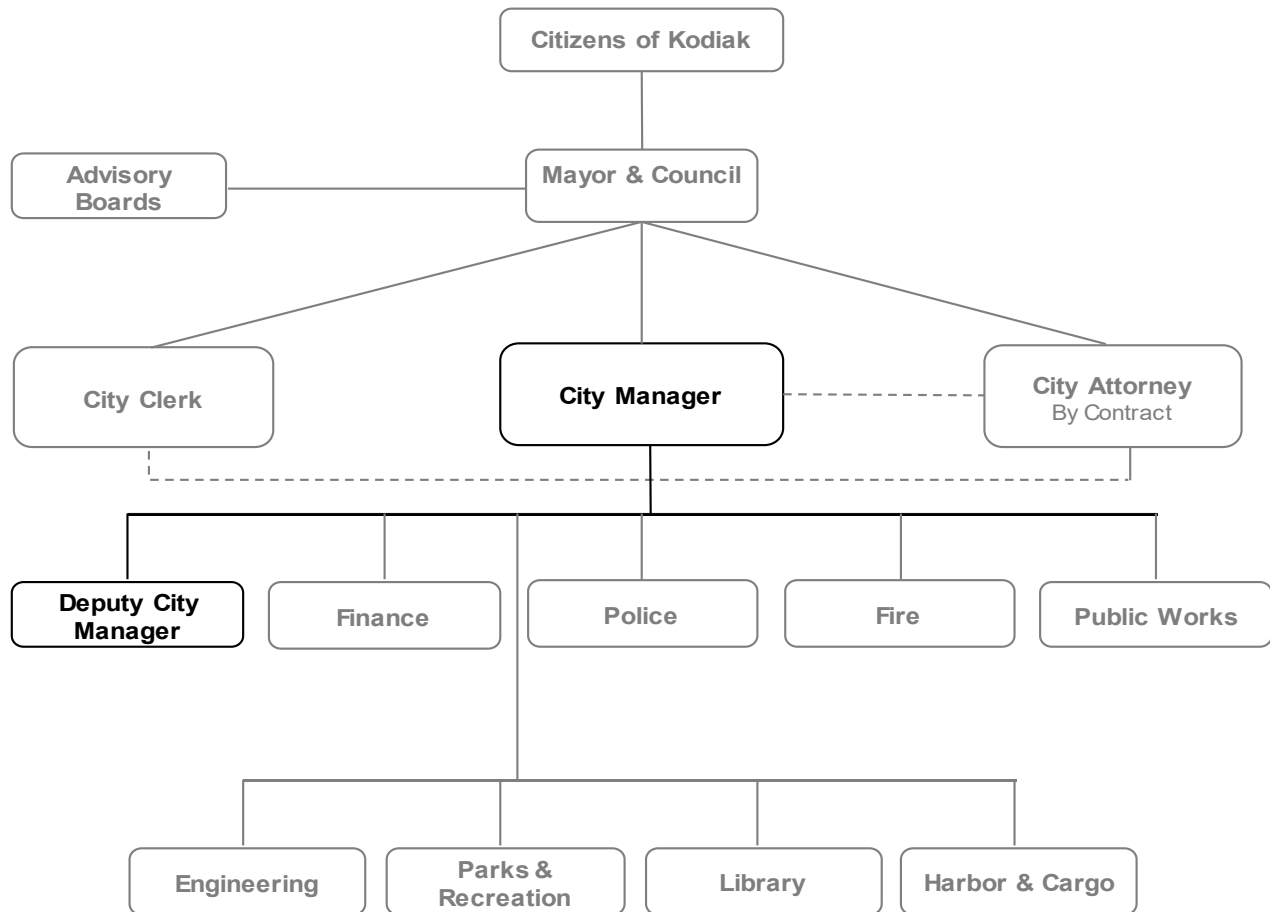 Citizens of Kodiak
Advisory
Boards
Mayor & Council
City Clerk
City Manager
City Attorney
By Contract
Deputy City
Manager
Finance
Police
Fire
Public Works
Engineering
Parks &
Recreation
Library
Harbor & Cargo